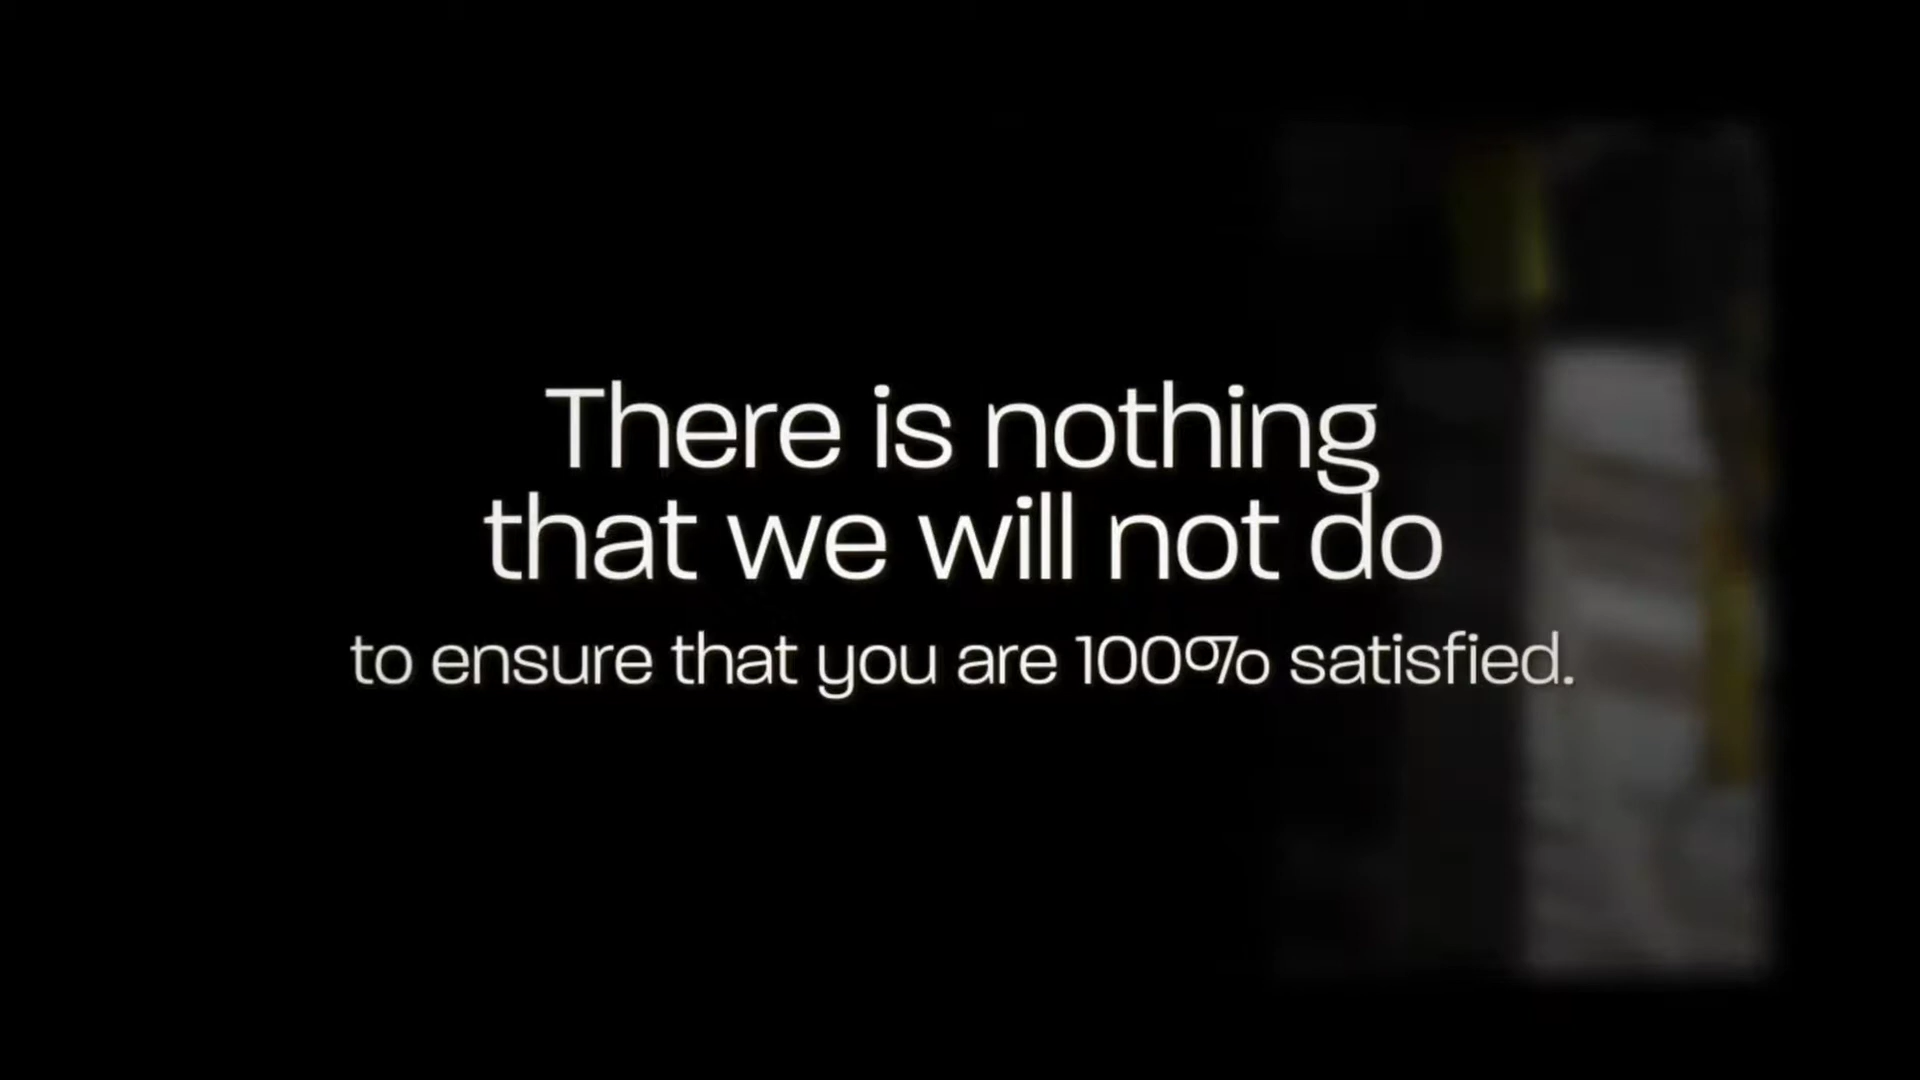 There is nothing
that we will not do
to ensure that you are 100% satisfied.